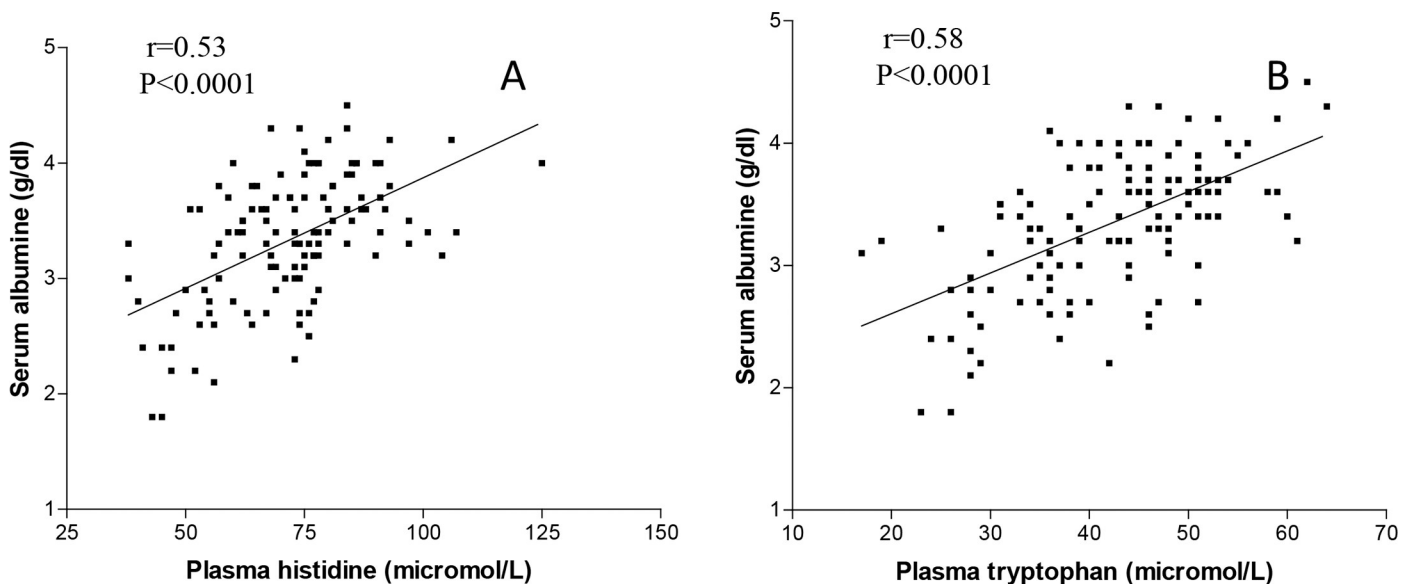 r=0.53
P<0.0001
A
5
4
3
2
1
Serum albumine (g/dl)
25 50 75 100 125 150
Plasma histidine (micromol/L)
r=0.58
P<0.0001
B
5
4
3
2
1
Serum albumine (g/dl)
10 20 30 40 50 60 70
Plasma tryptophan (micromol/L)